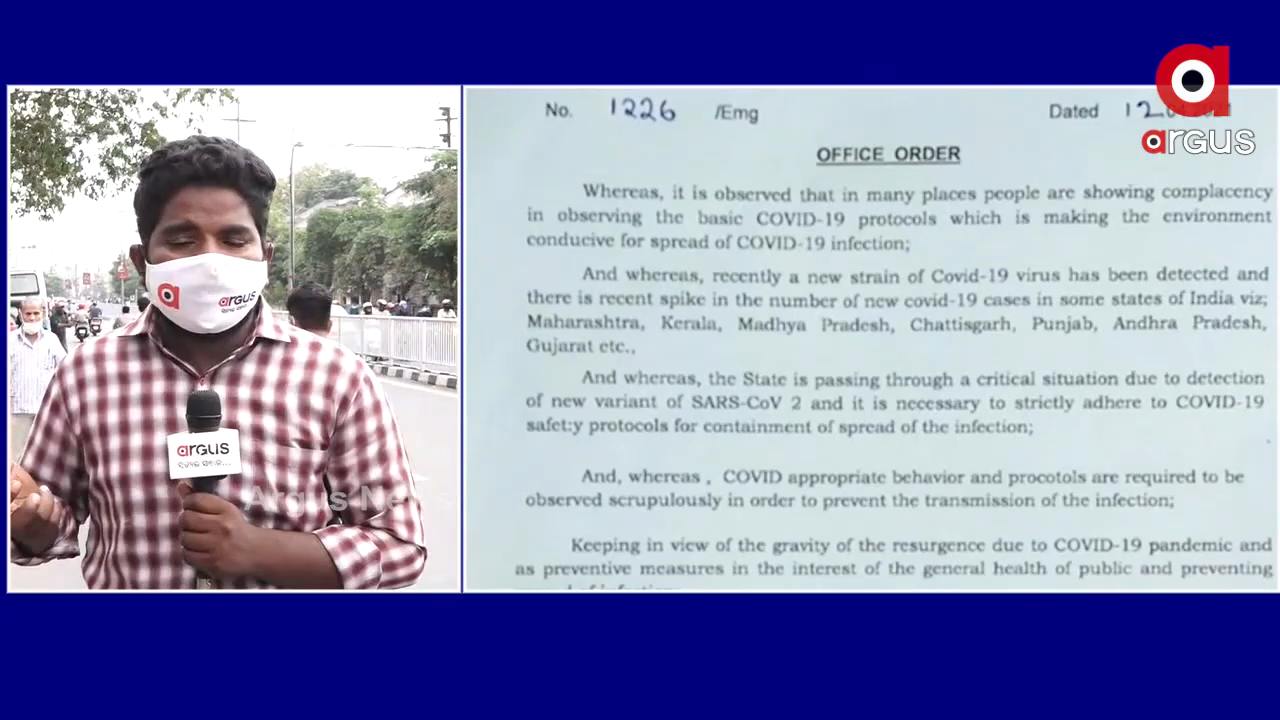 argus
argus
argus
Argus Ne
No. 1226 /Emg
Dated 12
OFFICE ORDER
Whereas, it is observed that in many places people are showing complacency
in observing the basic COVID-19 protocols which is making the environment
conducive for spread of COVID-19 infection;
And whereas, recently a new strain of Covid-19 virus has been detected and
there is recent spike in the number of new covid-19 cases in some states of India viz;
Maharashtra, Kerala, Madhya Pradesh, Chattisgarh, Punjab, Andhra Pradesh,
Gujarat etc.,
And whereas, the State is passing through a critical situation due to detection
of new variant of SARS-CoV 2 and it is necessary to strictly adhere to COVID-19
safet:y protocols for containment of spread of the infection;
And, whereas , COVID appropriate behavior and procotols are required to be
observed scrupulously in order to prevent the transmission of the infection;
Keeping in view of the gravity of the resurgence due to COVID-19 pandemic and
as preventive measures in the interest of the general health of public and preventing